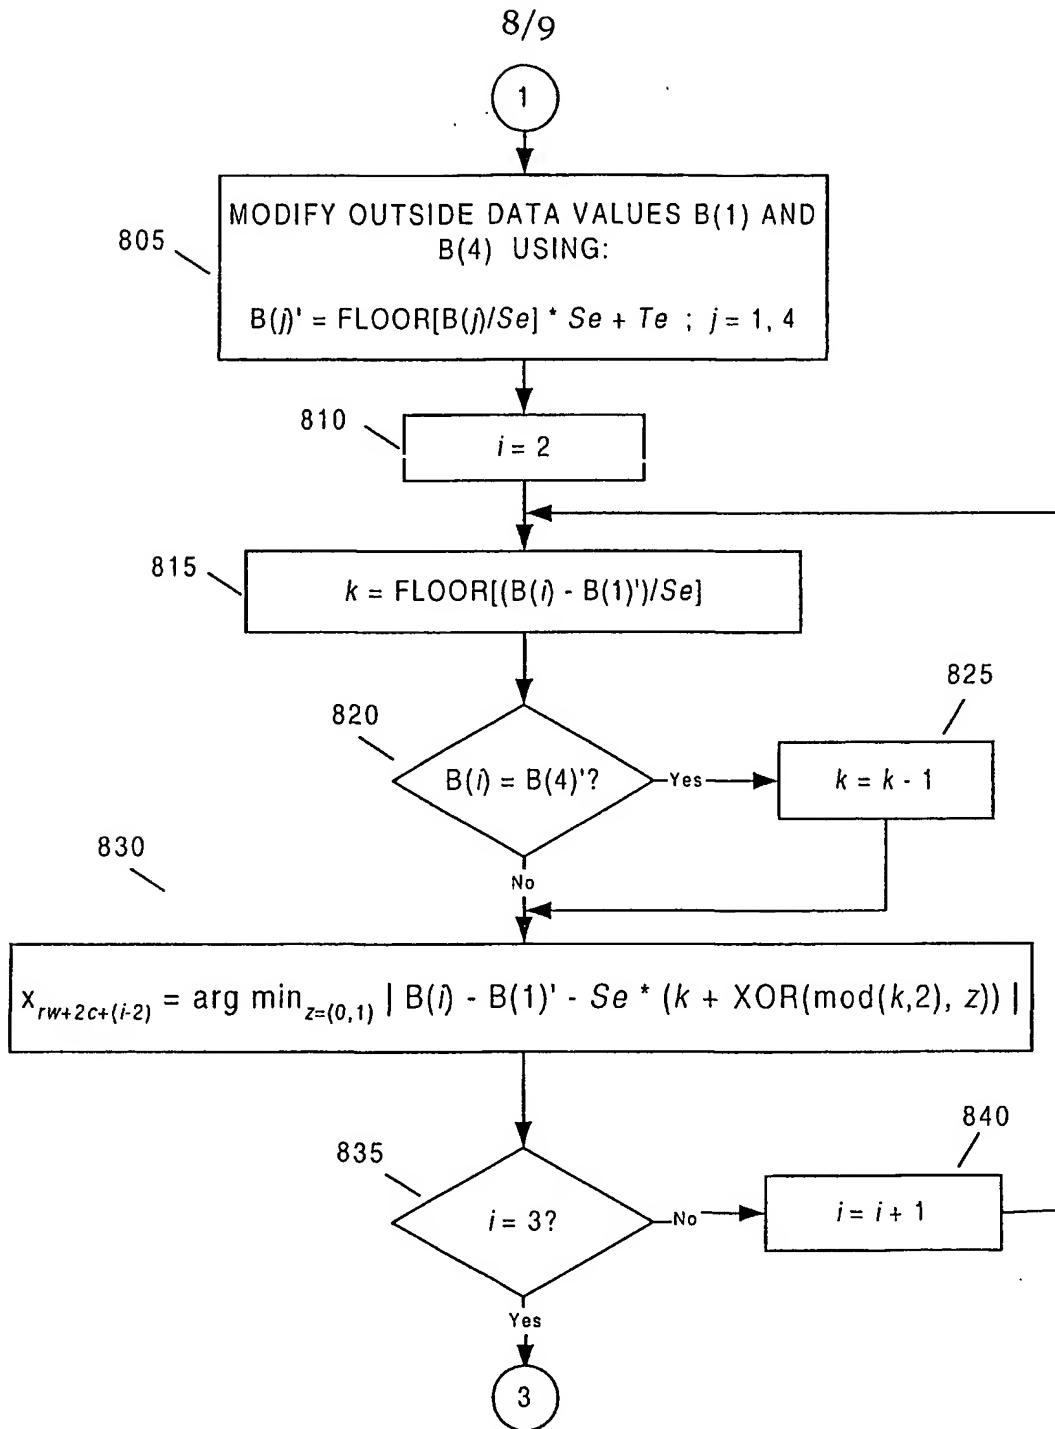 8/9
1
MODIFY OUTSIDE DATA VALUES B(1) AND
B(4) USING:
805
B(j)' = FLOOR[B(j)/Se] * Se + Te ; j = 1, 4
810
i = 2
815
k = FLOOR[(B(i) - B(1)')/Se]
825
820
B(i) = B(4)'?
Yes
k = k - 1
830
No
x_{rw+2c+(i-2)} = arg min_{z=(0,1)} | B(i) - B(1)' - Se * (k + XOR(mod(k,2), z)) |
840
835
i = 3?
No
i = i + 1
Yes
3